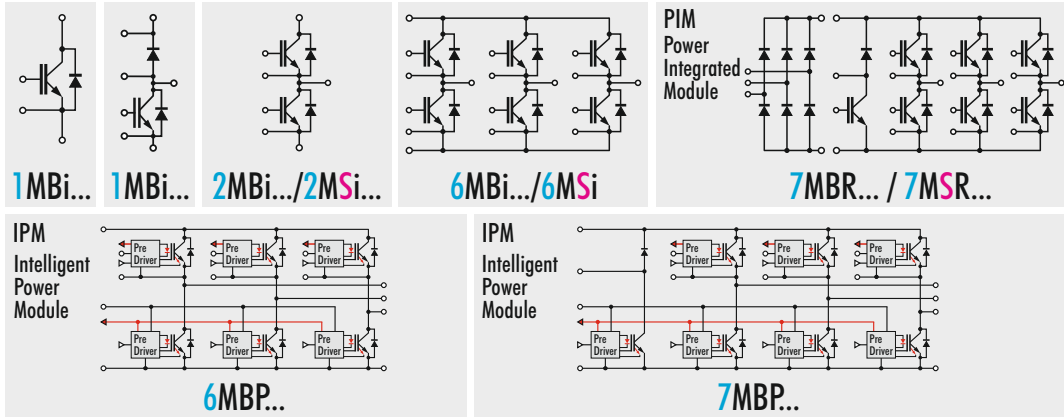 1MBi...
1MBi...
2MBi.../2MSi...
6MBi.../6MSi
PIM
Power
Integrated
Module
7MBR... / 7MSR...
IPM
Intelligent
Power
Module
Pre
Driver
Pre
Driver
Pre
Driver
Pre
Driver
Pre
Driver
Pre
Driver
6MBP...
IPM
Intelligent
Power
Module
Pre
Driver
Pre
Driver
Pre
Driver
Pre
Driver
Pre
Driver
Pre
Driver
Pre
Driver
7MBP...